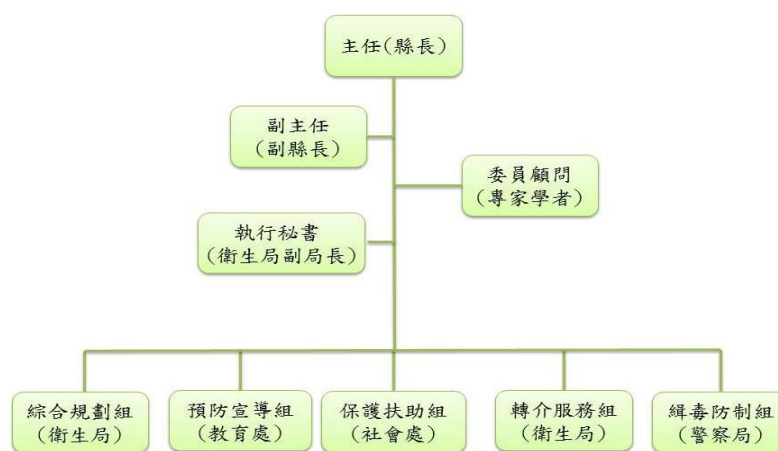 主任(縣長)
副主任
(副縣長)
委員顧問
(專家學者)
執行秘書
(衛生局副局長)
綜合規劃組
(衛生局)
預防宣導組
(教育處)
保護扶助組
(社會處)
轉介服務組
(衛生局)
緝毒防制組
(警察局)